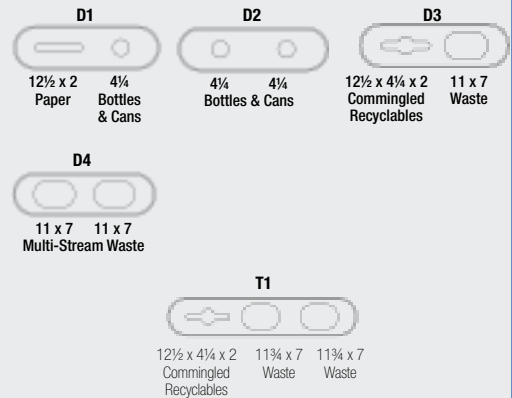 D1
12½ x 2 4¼
Paper Bottles
& Cans
D2
4¼ 4¼
Bottles & Cans
D3
12½ x 4¼ x 2 11 x 7
Commingled Waste
Recyclables
D4
11 x 7 11 x 7
Multi-Stream Waste
T1
12½ x 4¼ x 2 11¾ x 7 11¾ x 7
Commingled Waste Waste
Recyclables